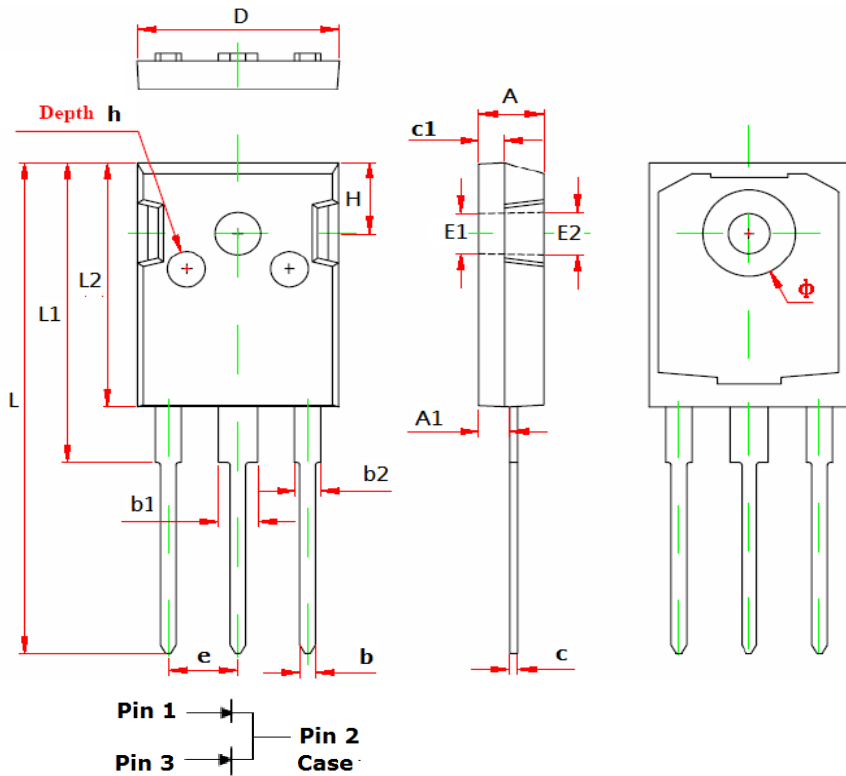 D
A
Depth h
c1
H
E1
E2
L2
L1
Φ
L
A1
b2
b1
e
b
c
Pin 1
Pin 2
Pin 3
Case